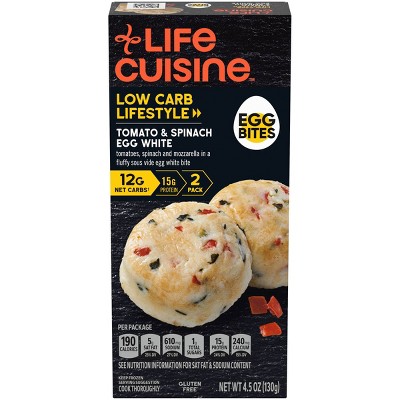 LIFE
CUISINE
LOW CARB
LIFESTYLE
EGG
BITES
TOMATO & SPINACH
EGG WHITE
tomatoes, spinach and mozzarella in a
fluffy sous vide egg white bite
12G 15G 2
NET CARBS† PROTEIN PACK
PER PACKAGE
190 5g 610mg 1g 15g 240mg
CALORIES SAT FAT SODIUM TOTAL SUGARS PROTEIN CALCIUM
SEE NUTRITION INFORMATION FOR SAT FAT & SODIUM CONTENT
KEEP FROZEN
SERVING SUGGESTION
COOK THOROUGHLY
GLUTEN
FREE
NET WT 4.5 OZ (130g)